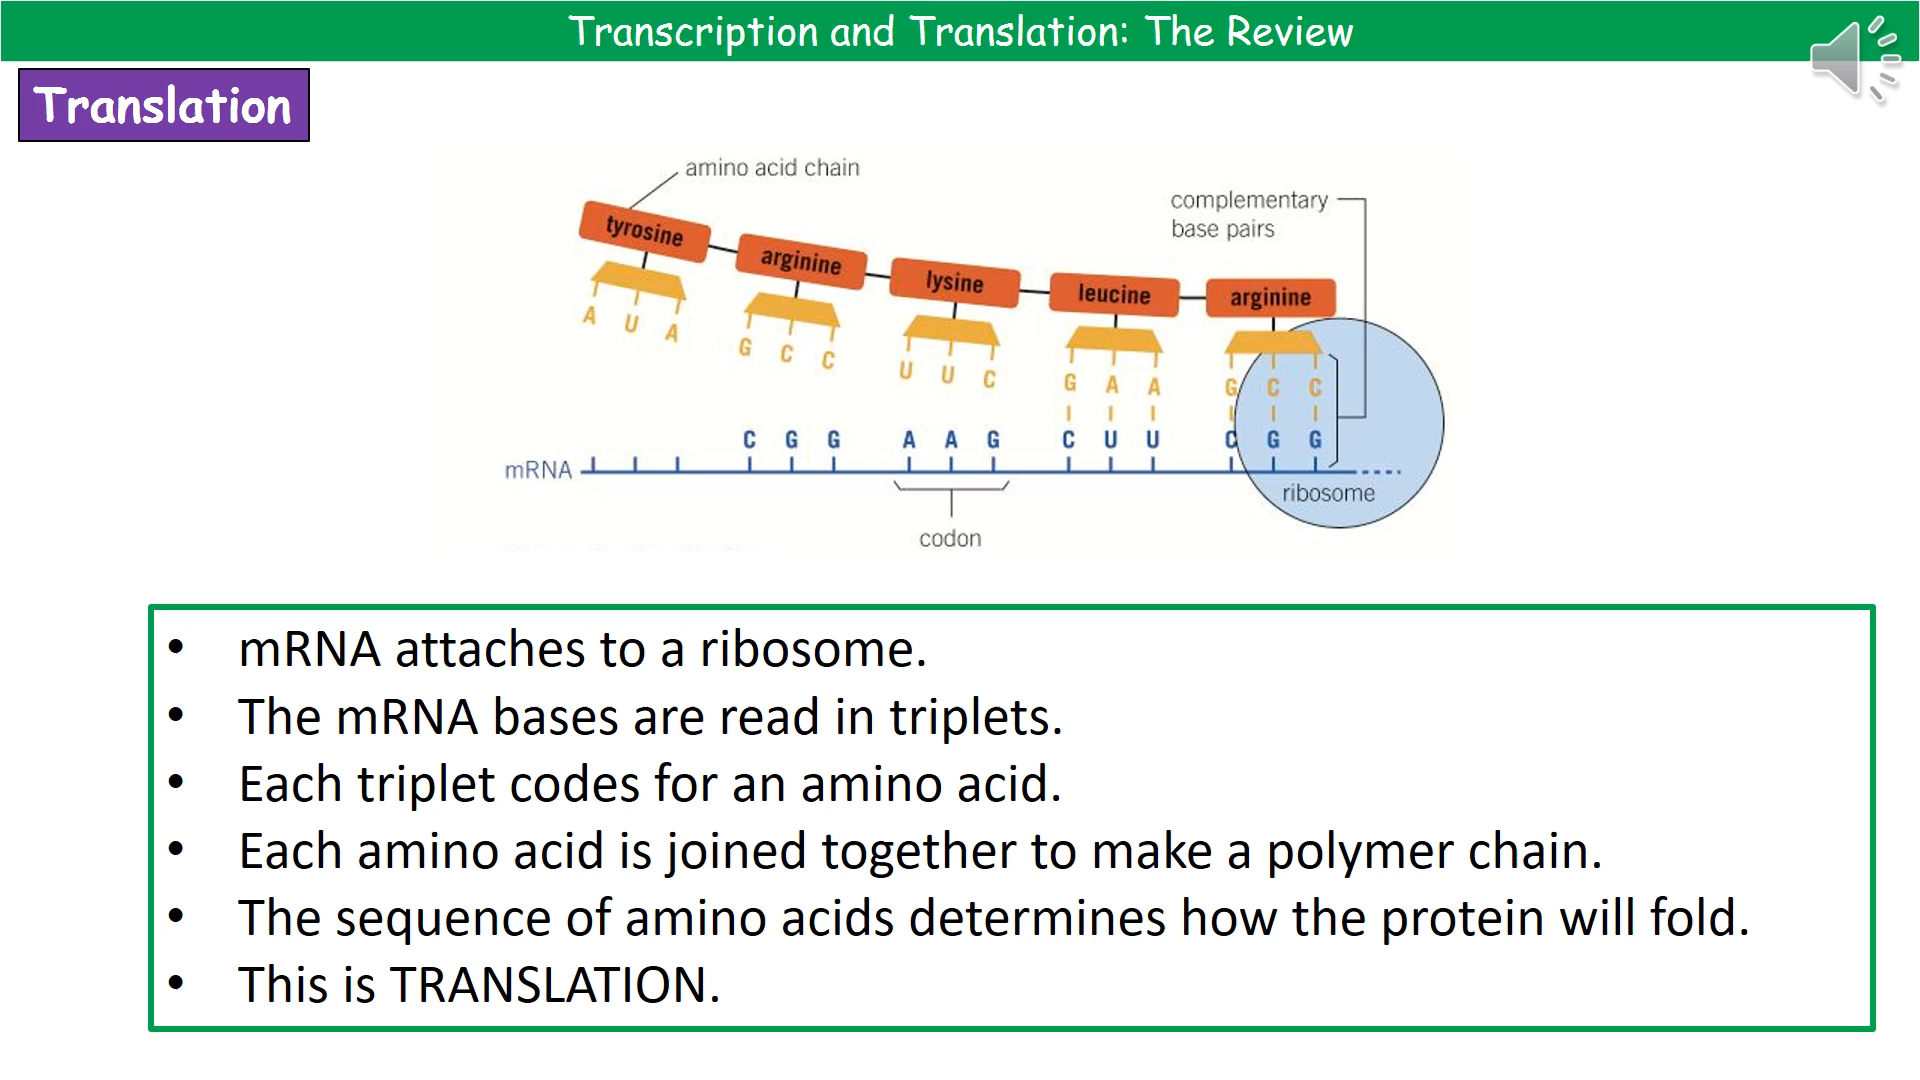 Transcription and Translation: The Review
Translation
amino acid chain
complementary
base pairs
tyrosine
arginine
lysine
leucine
arginine
A U A
G C C
U U C
G A A
G C C
C G G
A A G
C U U
C G G
mRNA
ribosome
codon
• mRNA attaches to a ribosome.
• The mRNA bases are read in triplets.
• Each triplet codes for an amino acid.
• Each amino acid is joined together to make a polymer chain.
• The sequence of amino acids determines how the protein will fold.
• This is TRANSLATION.